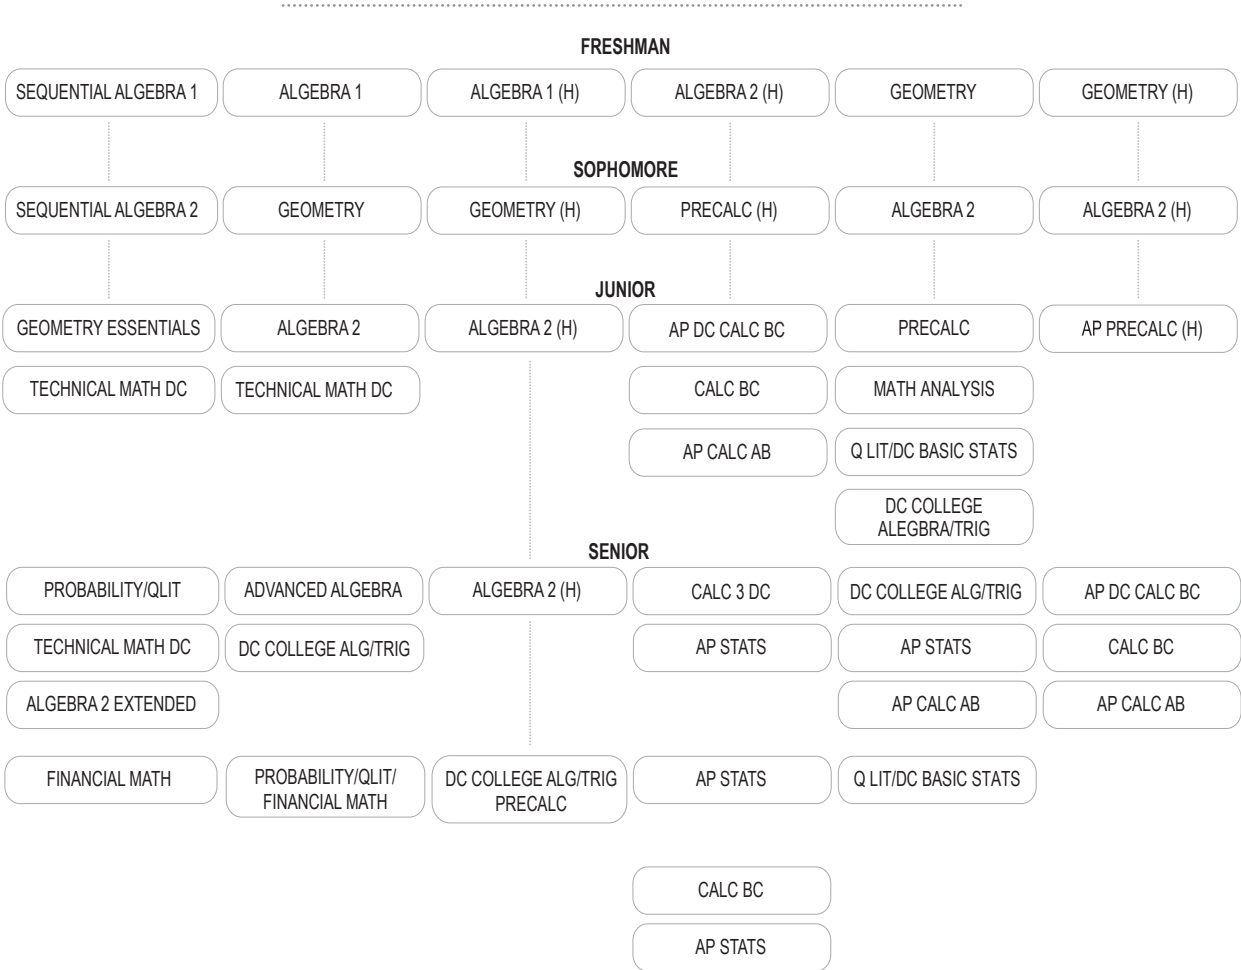 FRESHMAN
SEQUENTIAL ALGEBRA 1
ALGEBRA 1
ALGEBRA 1 (H)
ALGEBRA 2 (H)
GEOMETRY
GEOMETRY (H)
SOPHOMORE
SEQUENTIAL ALGEBRA 2
GEOMETRY
GEOMETRY (H)
PRECALC (H)
ALGEBRA 2
ALGEBRA 2 (H)
JUNIOR
GEOMETRY ESSENTIALS
ALGEBRA 2
ALGEBRA 2 (H)
AP DC CALC BC
PRECALC
AP PRECALC (H)
TECHNICAL MATH DC
TECHNICAL MATH DC
CALC BC
MATH ANALYSIS
AP CALC AB
Q LIT/DC BASIC STATS
DC COLLEGE
ALEGBRA/TRIG
SENIOR
PROBABILITY/QLIT
ADVANCED ALGEBRA
ALGEBRA 2 (H)
CALC 3 DC
DC COLLEGE ALG/TRIG
AP DC CALC BC
TECHNICAL MATH DC
DC COLLEGE ALG/TRIG
AP STATS
AP STATS
CALC BC
ALGEBRA 2 EXTENDED
AP CALC AB
AP CALC AB
FINANCIAL MATH
PROBABILITY/QLIT/
FINANCIAL MATH
DC COLLEGE ALG/TRIG
PRECALC
AP STATS
Q LIT/DC BASIC STATS
CALC BC
AP STATS